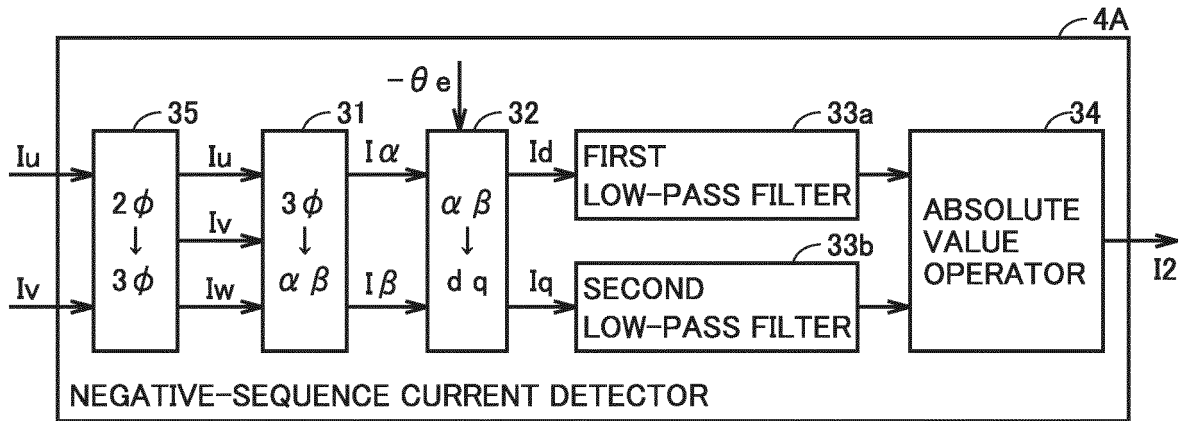 4A
-θe
35
31
32
33a
34
Iu
Iu
Iα
Id
FIRST
LOW-PASS FILTER
2φ
↓
3φ
Iv
3φ
↓
αβ
αβ
↓
dq
ABSOLUTE
VALUE
OPERATOR
33b
Iv
Iw
Iβ
Iq
SECOND
LOW-PASS FILTER
I2
NEGATIVE-SEQUENCE CURRENT DETECTOR